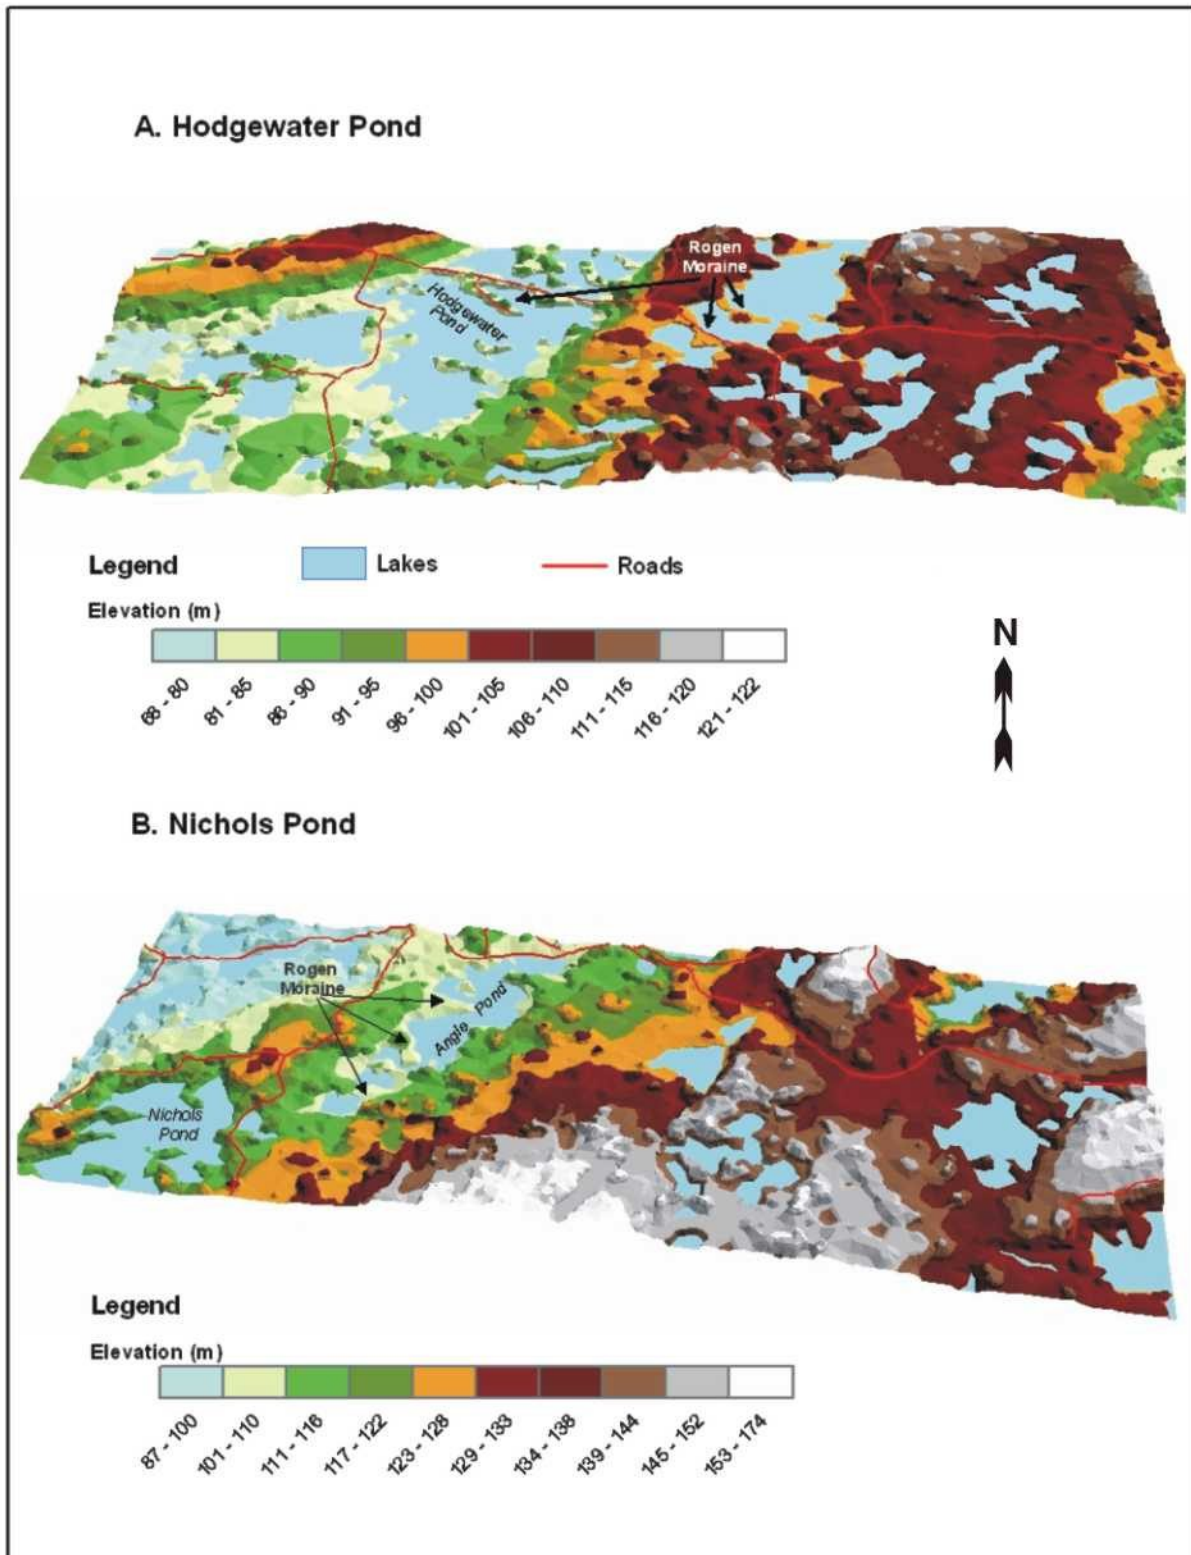 A. Hodgewater Pond
Rogen
Moraine
Hodgewater
Pond
Legend
Lakes
Roads
Elevation (m)
68 - 80
81 - 85
86 - 90
91 - 95
96 - 100
101 - 105
106 - 110
111 - 115
116 - 120
121 - 122
N
B. Nichols Pond
Rogen
Moraine
Angle Pond
Nichols
Pond
Legend
Elevation (m)
87 - 100
101 - 110
111 - 116
117 - 122
123 - 128
129 - 133
134 - 138
139 - 144
145 - 152
153 - 174